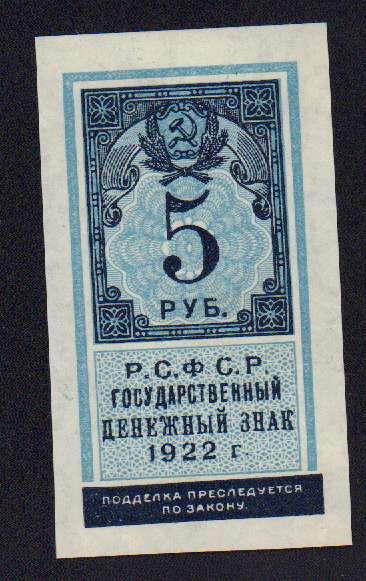 5
РУБ.
Р.С.Ф.С.Р.
ГОСУДАРСТВЕННЫЙ
ДЕНЕЖНЫЙ ЗНАК
1922 г.
ПОДДЕЛКА ПРЕСЛЕДУЕТСЯ
ПО ЗАКОНУ.